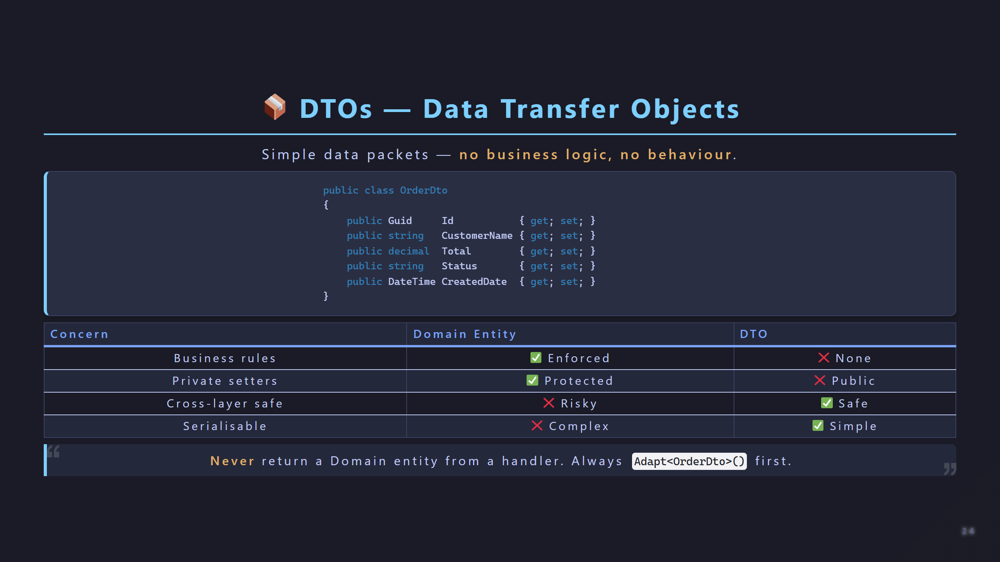 📦 DTOs — Data Transfer Objects
Simple data packets — no business logic, no behaviour.
public class OrderDto
{
    public Guid     Id           { get; set; }
    public string   CustomerName { get; set; }
    public decimal  Total        { get; set; }
    public string   Status       { get; set; }
    public DateTime CreatedDate  { get; set; }
}
Concern Domain Entity DTO
Business rules ✅ Enforced ❌ None
Private setters ✅ Protected ❌ Public
Cross-layer safe ❌ Risky ✅ Safe
Serialisable ❌ Complex ✅ Simple
“Never return a Domain entity from a handler. Always Adapt<OrderDto>() first.”
24